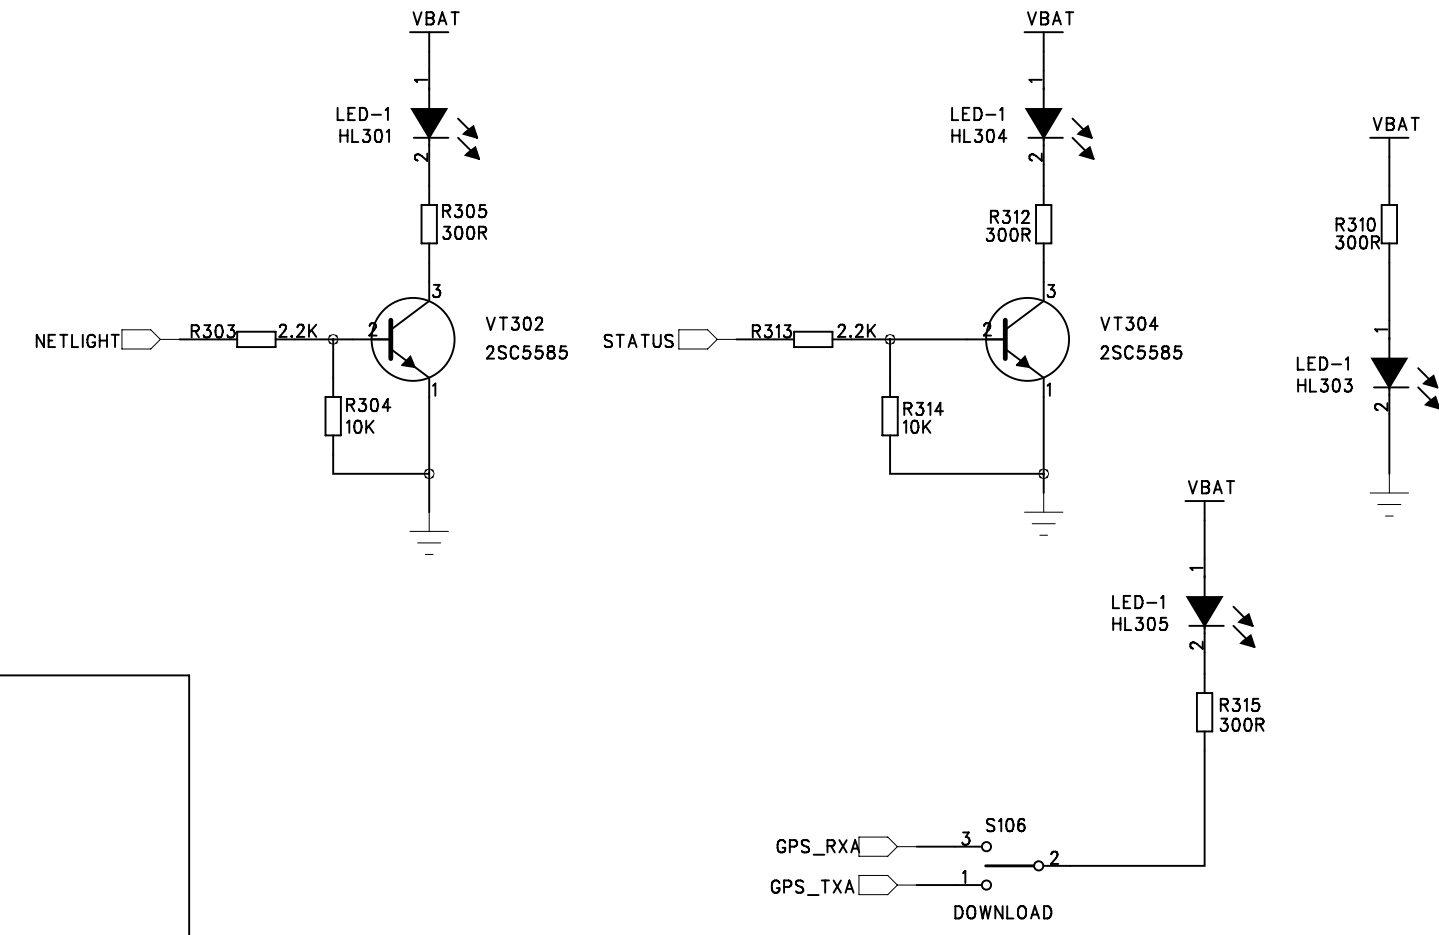 VBAT
1
LED-1
HL301
2
R305
300R
3
NETLIGHT
R303
2.2K
2
VT302
2SC5585
1
R304
10K
VBAT
1
LED-1
HL304
2
R312
300R
3
STATUS
R313
2.2K
2
VT304
2SC5585
1
R314
10K
VBAT
R310
300R
1
LED-1
HL303
2
VBAT
1
LED-1
HL305
2
R315
300R
S106
GPS_RXA
3
2
GPS_TXA
1
DOWNLOAD